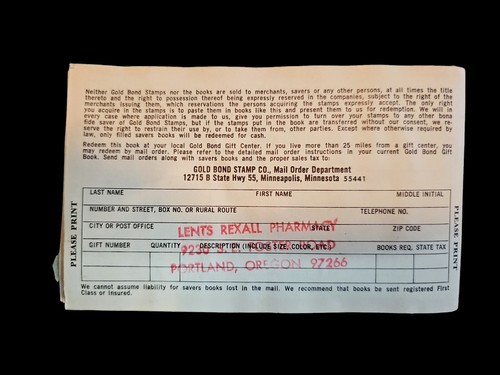 Neither Gold Bond Stamps nor the books are sold to merchants, savers or any other persons, at all times the title
thereto and the right to possession thereof being expressly reserved in the companies, subject to the right of the
merchants issuing them, which reservations the persons acquiring the stamps expressly accept. The only right
you acquire in the stamps is to paste them in books like this and present them to us for redemption. We will in
every case where application is made to us, give you permission to turn over your stamps to any other bona
fide saver of Gold Bond Stamps, but if the stamps in the book are transferred without our consent, we re-
serve the right to restrain their use by, or to take them from, other parties. Except where otherwise required by
law, only filled savers books will be redeemed for cash.
Redeem this book at your local Gold Bond Gift Center. If you live more than 25 miles from a gift center, you
may redeem by mail order. Please refer to the detailed mail order instructions in your current Gold Bond Gift
Book. Send mail orders along with savers books and the proper sales tax to:
GOLD BOND STAMP CO., Mail Order Department
12715 B State Hwy 55, Minneapolis, Minnesota 55441
PLEASE PRINT
LAST NAME FIRST NAME MIDDLE INITIAL
NUMBER AND STREET, BOX NO. OR RURAL ROUTE TELEPHONE NO.
CITY OR POST OFFICE STATE ZIP CODE
GIFT NUMBER QUANTITY DESCRIPTION (INCLUDE SIZE, COLOR, ETC.) BOOKS REQ. STATE TAX
LENTS REXALL PHARMACY
9230 S.E.
PORTLAND, OREGON 97266
PLEASE PRINT
We cannot assume liability for savers books lost in the mail. We recommend that books be sent registered First
Class or insured.